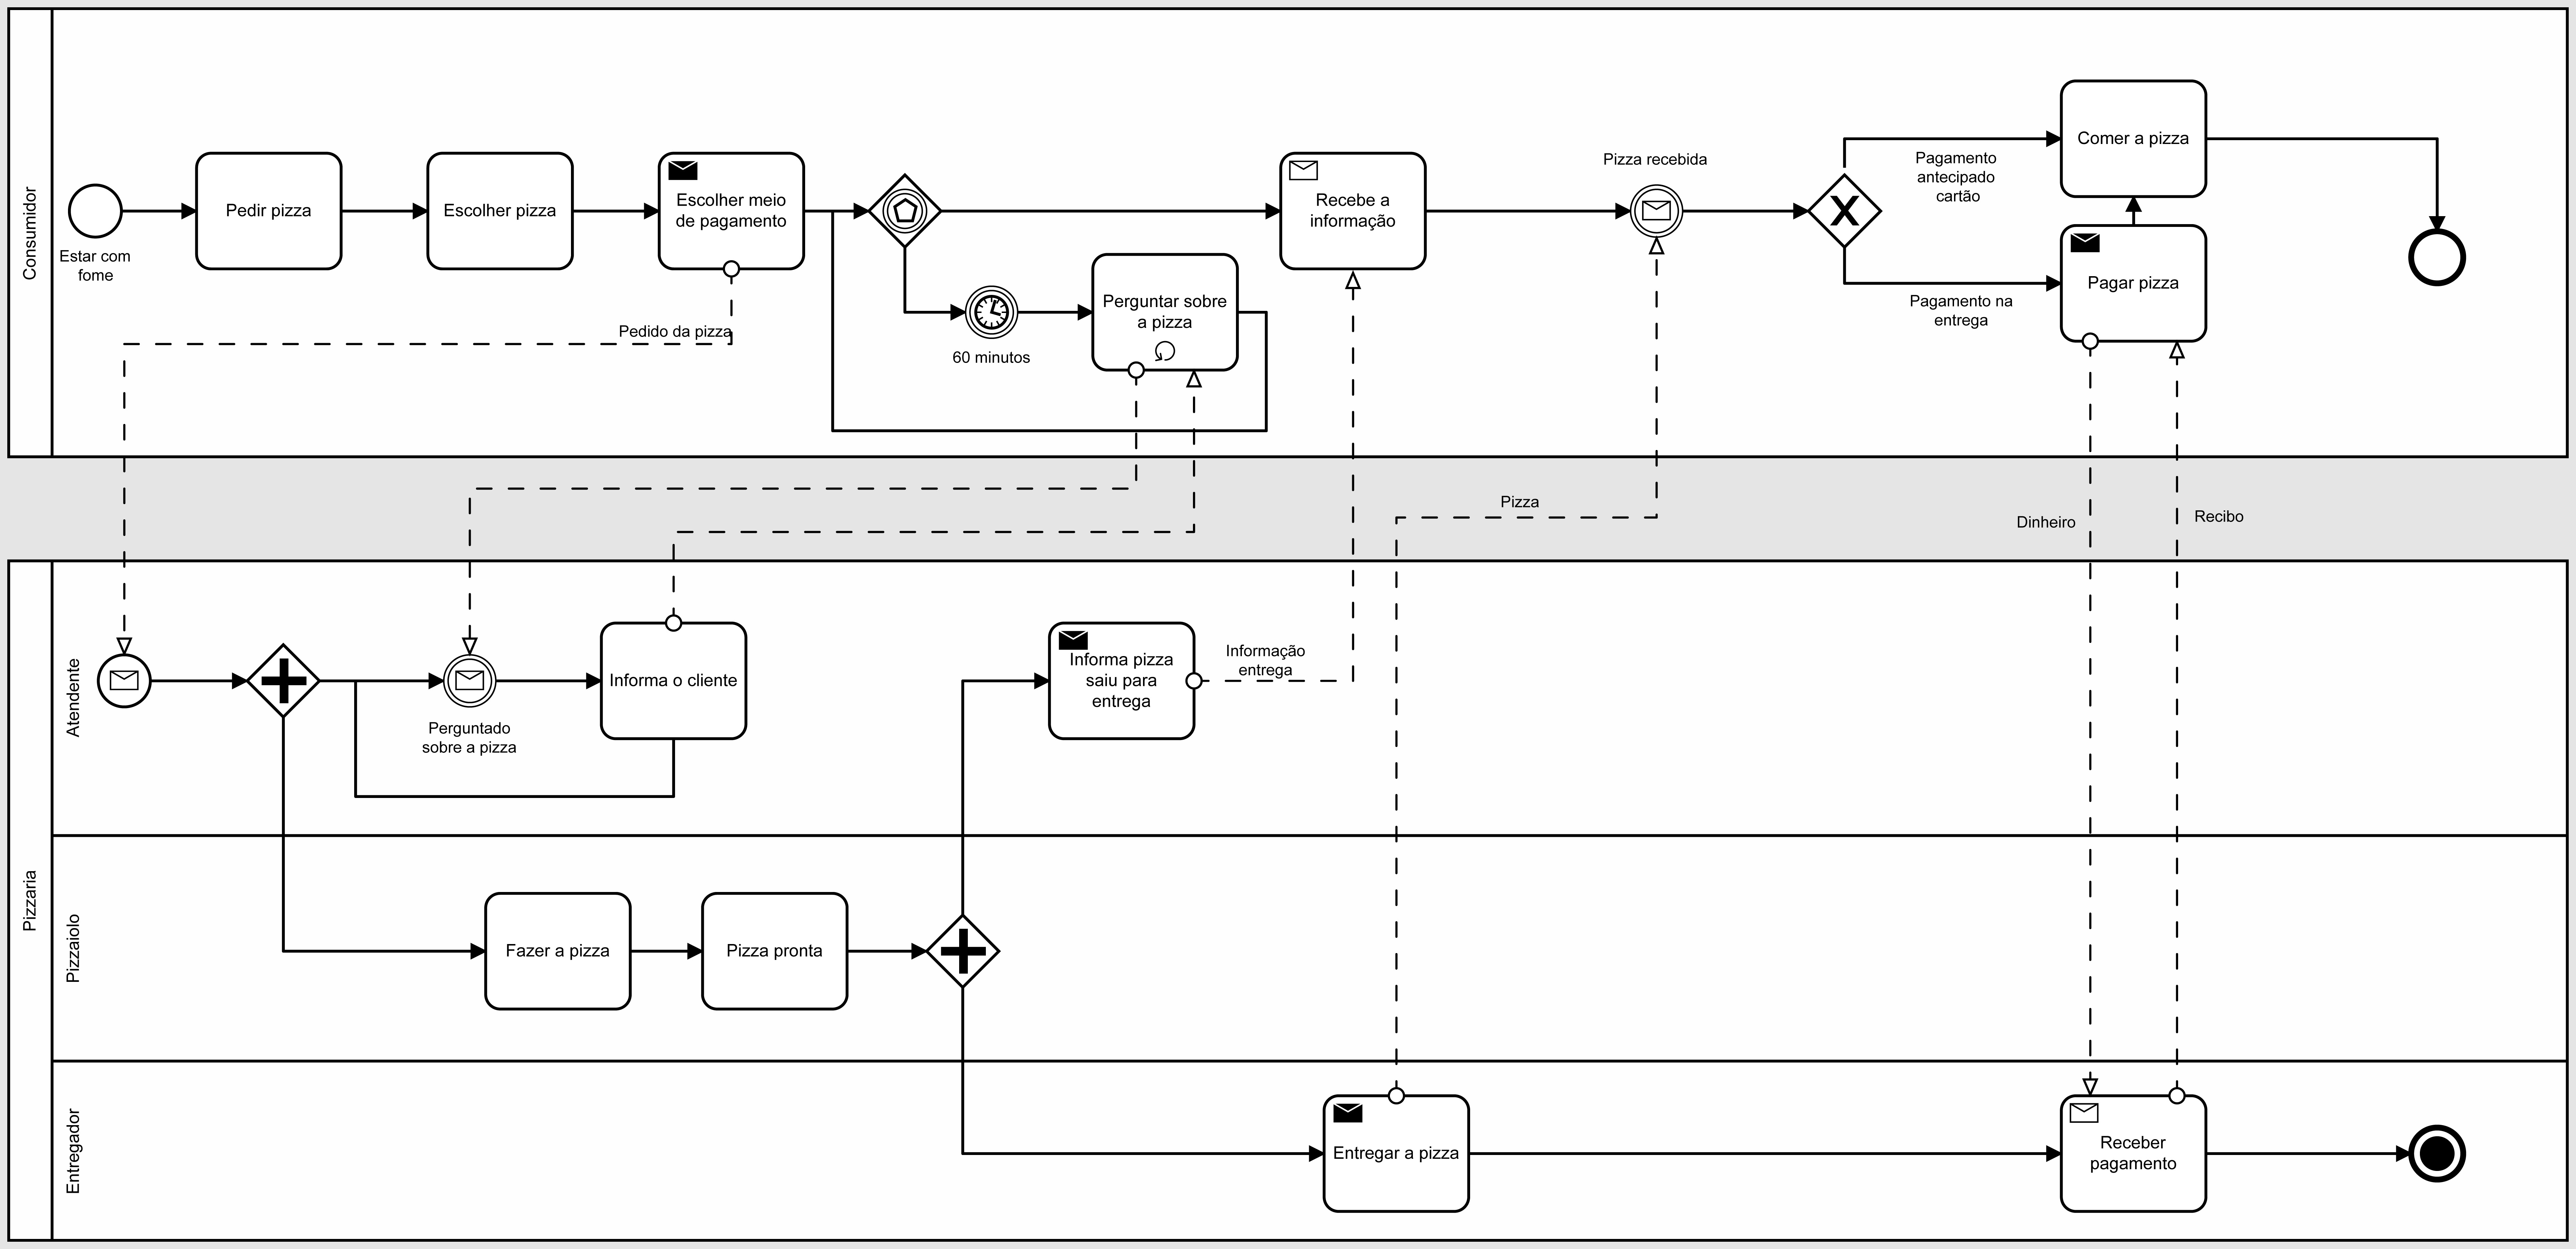 Consumidor
Estar com
fome
Pedir pizza
Escolher pizza
Escolher meio
de pagamento
Pedido da pizza
60 minutos
Perguntar sobre
a pizza
Recebe a
informação
Pizza recebida
Pagamento
antecipado
cartão
Pagamento na
entrega
Comer a pizza
Pagar pizza
Pizza
Dinheiro
Recibo
Pizzaria
Atendente
Perguntado
sobre a pizza
Informa o cliente
Informa pizza
saiu para
entrega
Informação
entrega
Pizzaiolo
Fazer a pizza
Pizza pronta
Entregador
Entregar a pizza
Receber
pagamento